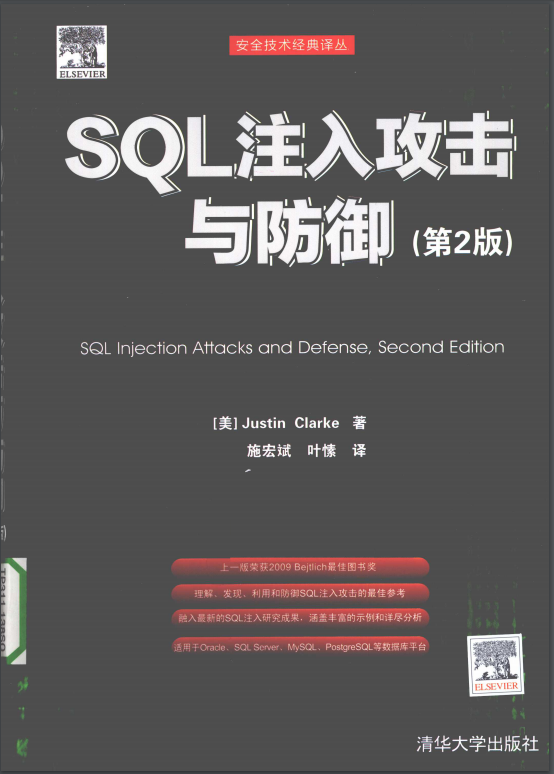 ELSEVIER
安全技术经典译丛
SQL注入攻击
与防御(第2版)
SQL Injection Attacks and Defense, Second Edition
[美] Justin Clarke 著
施宏斌 叶愫 译
上一版荣获2009 Bejtlich最佳图书奖
理解、发现、利用和防御SQL注入攻击的最佳参考
融入最新的SQL注入研究成果，涵盖丰富的示例和详尽分析
适用于Oracle、SQL Server、MySQL、PostgreSQL等数据库平台
ELSEVIER
清华大学出版社